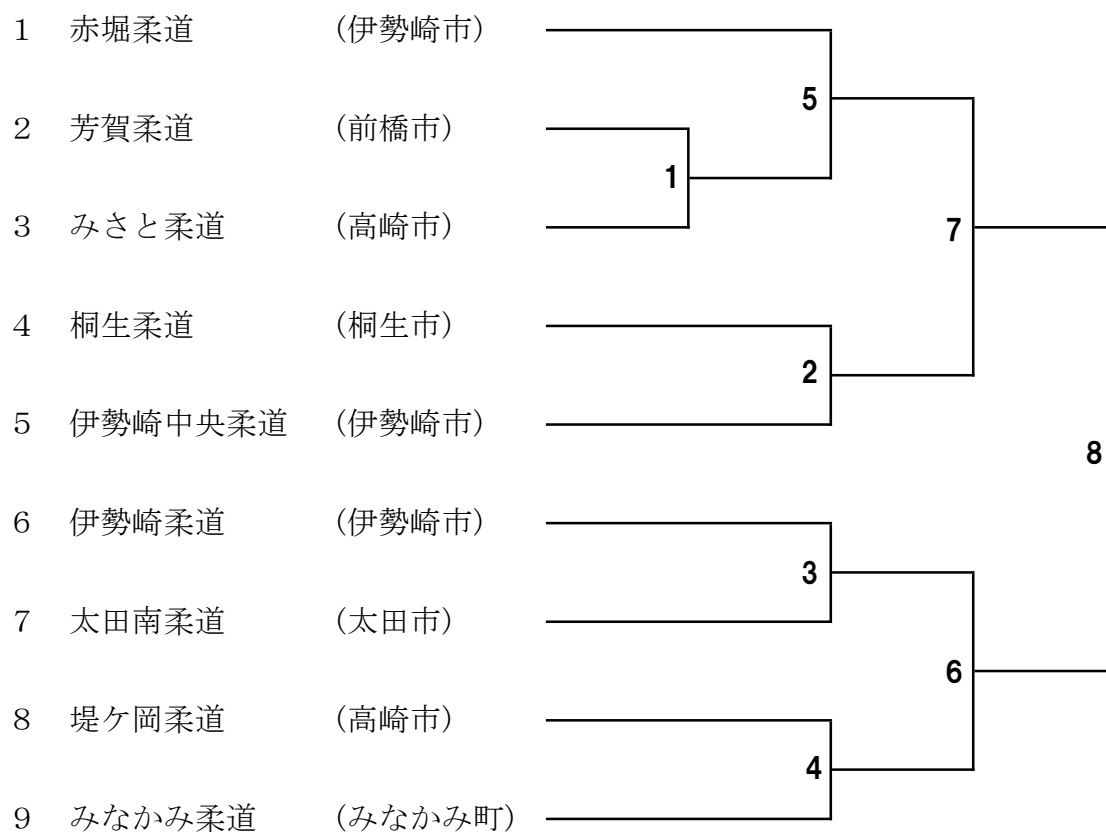 １ 赤堀柔道 (伊勢崎市)
5
２ 芳賀柔道 (前橋市)
1
３ みさと柔道 (高崎市)
7
４ 桐生柔道 (桐生市)
2
５ 伊勢崎中央柔道 (伊勢崎市)
8
６ 伊勢崎柔道 (伊勢崎市)
3
７ 太田南柔道 (太田市)
6
８ 堤ケ岡柔道 (高崎市)
4
９ みなかみ柔道 (みなかみ町)